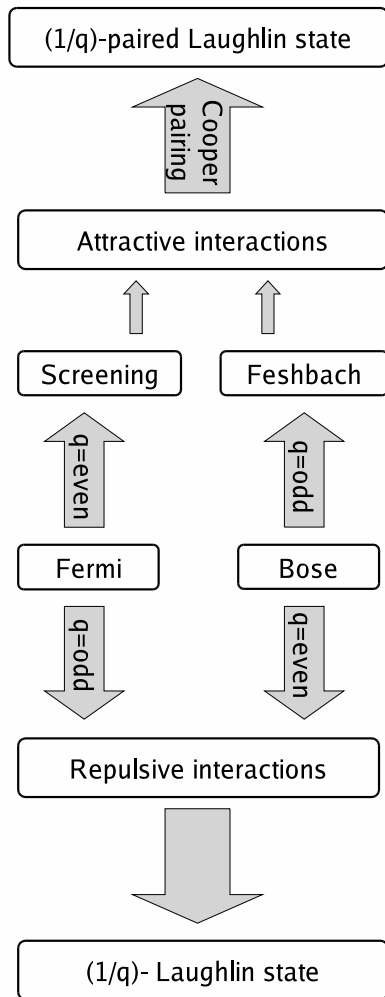 (1/q)-paired Laughlin state
Cooper
pairing
Attractive interactions
Screening
Feshbach
q=even
q=odd
Fermi
Bose
q=odd
q=even
Repulsive interactions
(1/q)- Laughlin state